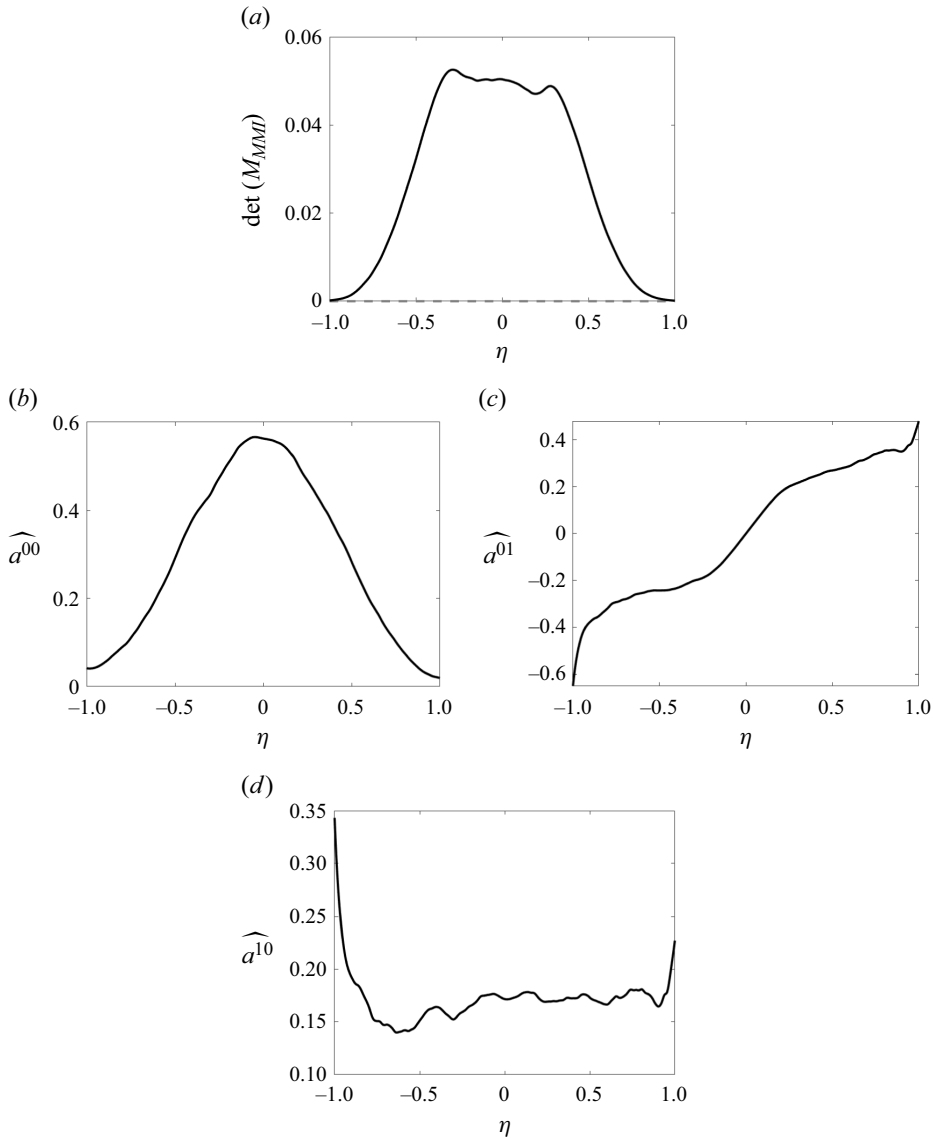 (a)
0.06
0.04
0.02
0
det (M_MMI)
–1.0 –0.5 0 0.5 1.0
η
(b)
0.6
0.4
0.2
0
\widehat{a^{00}}
–1.0 –0.5 0 0.5 1.0
η
(c)
0.4
0.2
0
–0.2
–0.4
–0.6
\widehat{a^{01}}
–1.0 –0.5 0 0.5 1.0
η
(d)
0.35
0.30
0.25
0.20
0.15
0.10
\widehat{a^{10}}
–1.0 –0.5 0 0.5 1.0
η